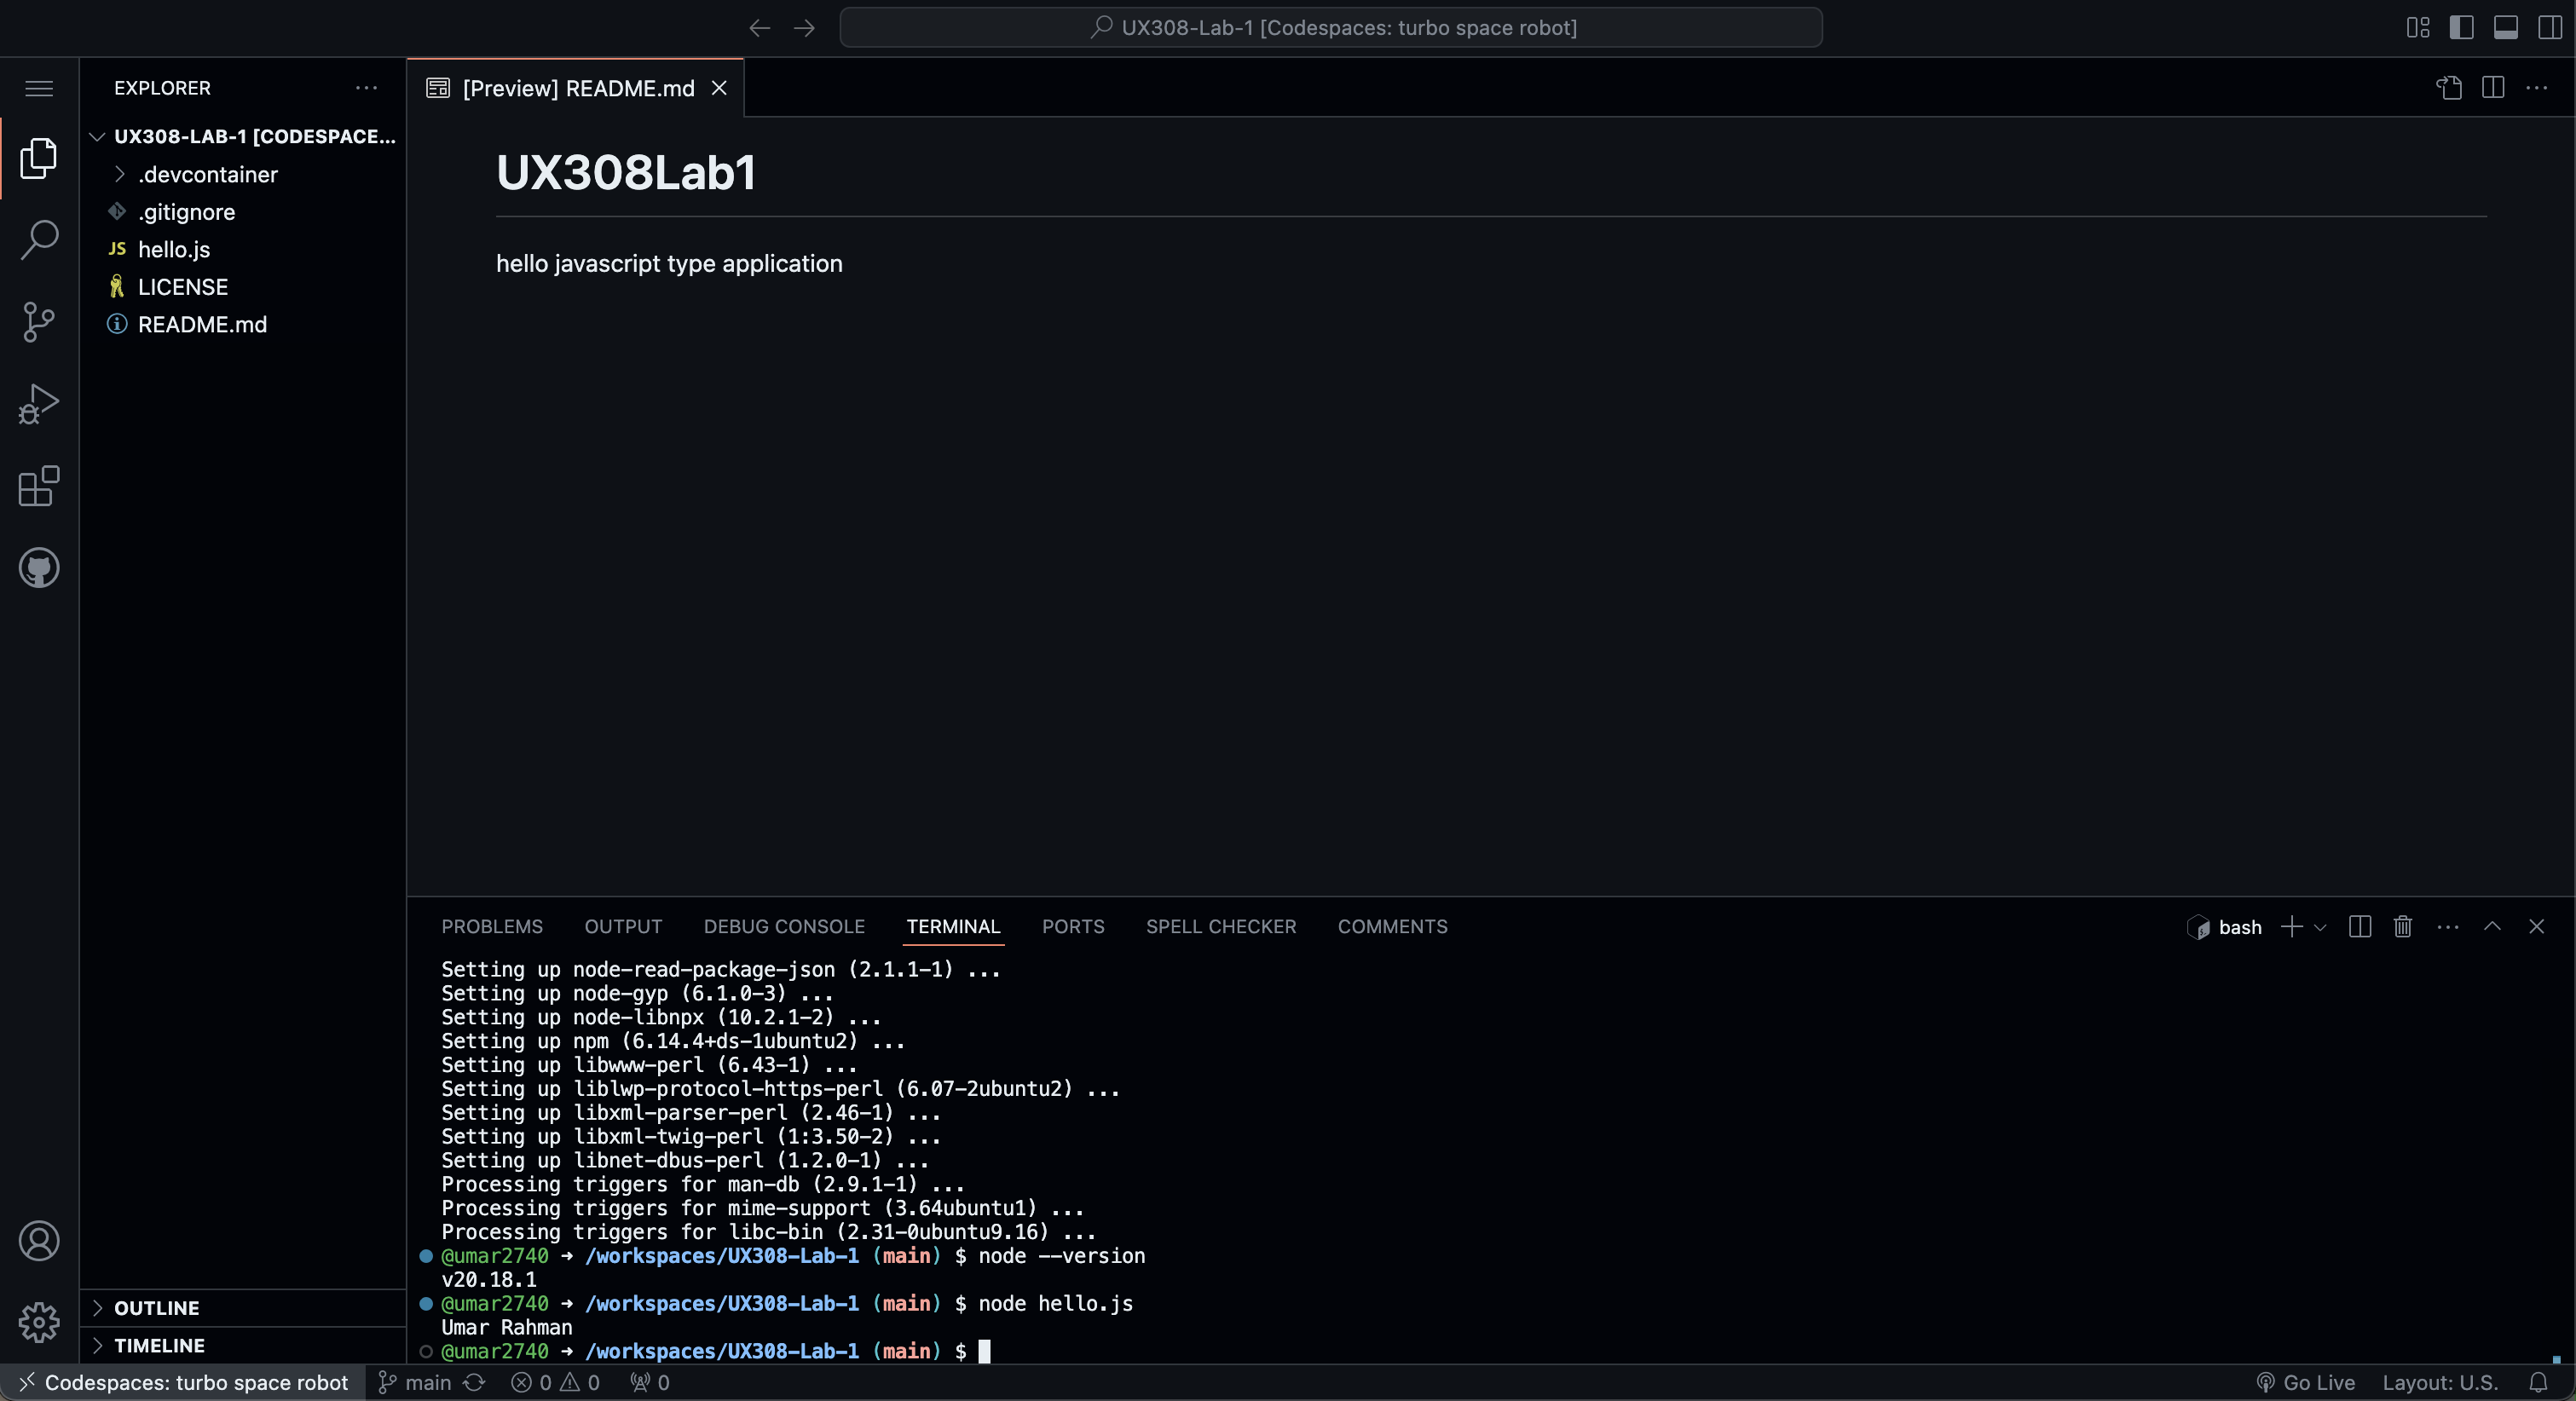 UX308-Lab-1 [Codespaces: turbo space robot]
EXPLORER
UX308-LAB-1 [CODESPACE...
.devcontainer
.gitignore
JS hello.js
LICENSE
README.md
OUTLINE
TIMELINE
[Preview] README.md
UX308Lab1
hello javascript type application
PROBLEMS OUTPUT DEBUG CONSOLE TERMINAL PORTS SPELL CHECKER COMMENTS
bash
Setting up node-read-package-json (2.1.1-1) ...
Setting up node-gyp (6.1.0-3) ...
Setting up node-libnpx (10.2.1-2) ...
Setting up npm (6.14.4+ds-1ubuntu2) ...
Setting up libwww-perl (6.43-1) ...
Setting up liblwp-protocol-https-perl (6.07-2ubuntu2) ...
Setting up libxml-parser-perl (2.46-1) ...
Setting up libxml-twig-perl (1:3.50-2) ...
Setting up libnet-dbus-perl (1.2.0-1) ...
Processing triggers for man-db (2.9.1-1) ...
Processing triggers for mime-support (3.64ubuntu1) ...
Processing triggers for libc-bin (2.31-0ubuntu9.16) ...
@umar2740 → /workspaces/UX308-Lab-1 (main) $ node --version
v20.18.1
@umar2740 → /workspaces/UX308-Lab-1 (main) $ node hello.js
Umar Rahman
@umar2740 → /workspaces/UX308-Lab-1 (main) $
Codespaces: turbo space robot main 0 0 0 Go Live Layout: U.S.